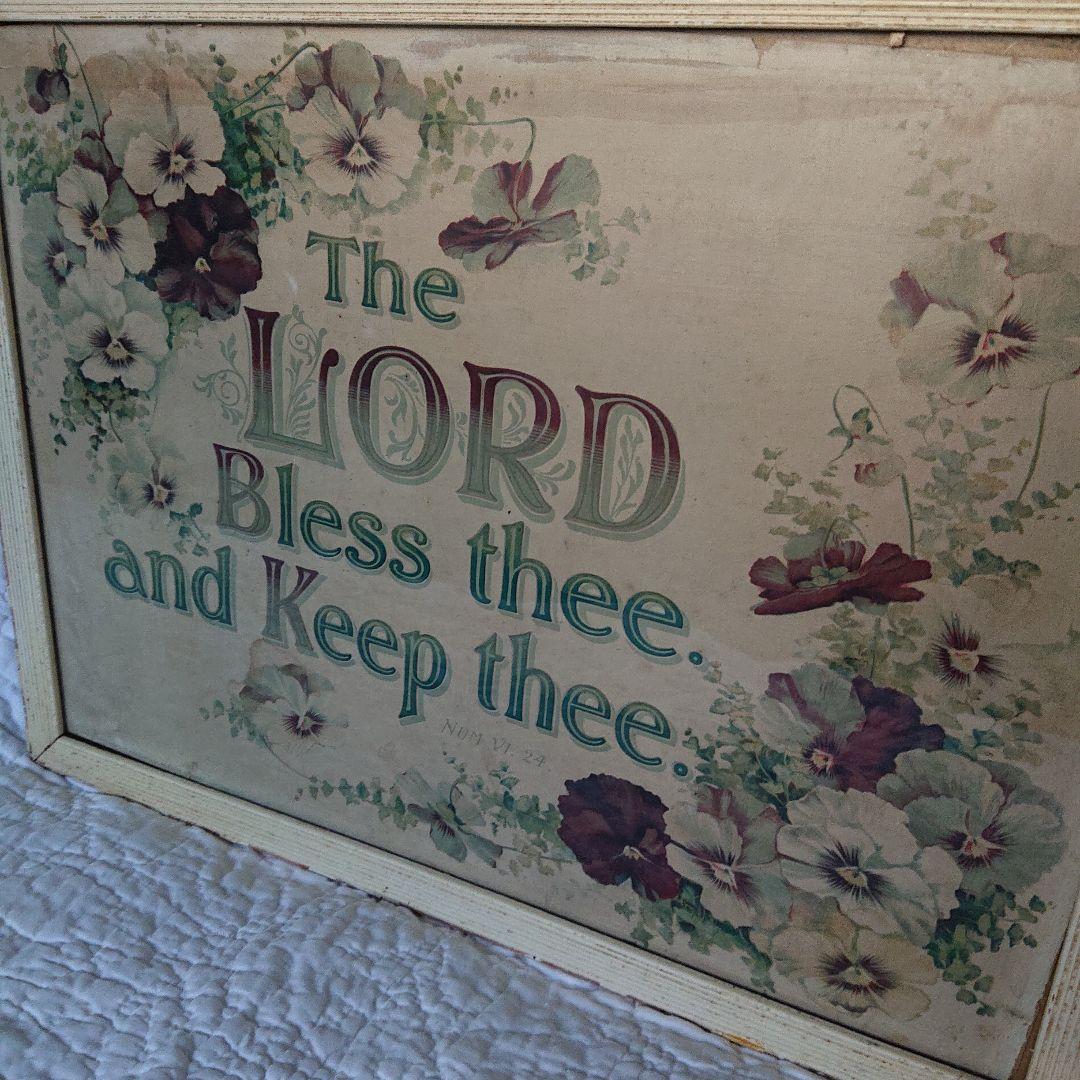 The
LORD
Bless thee.
and Keep thee.
NUM VI 24